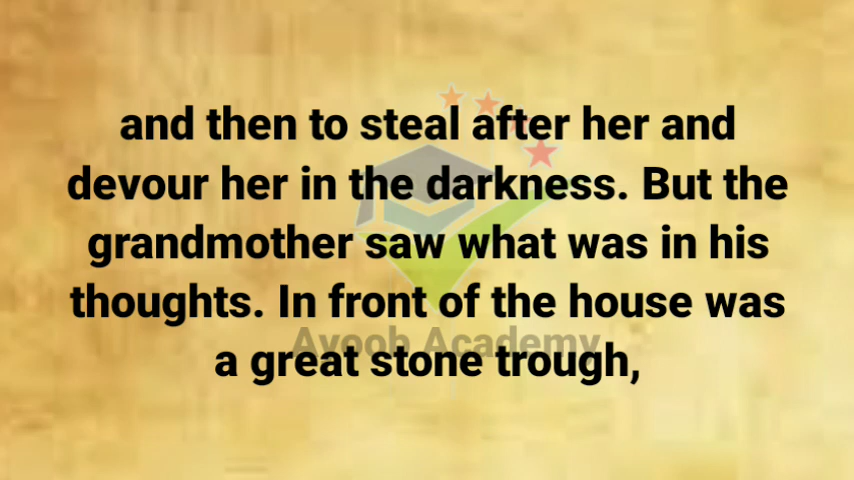 and then to steal after her and
devour her in the darkness. But the
grandmother saw what was in his
thoughts. In front of the house was
Ayoob Academy
a great stone trough,